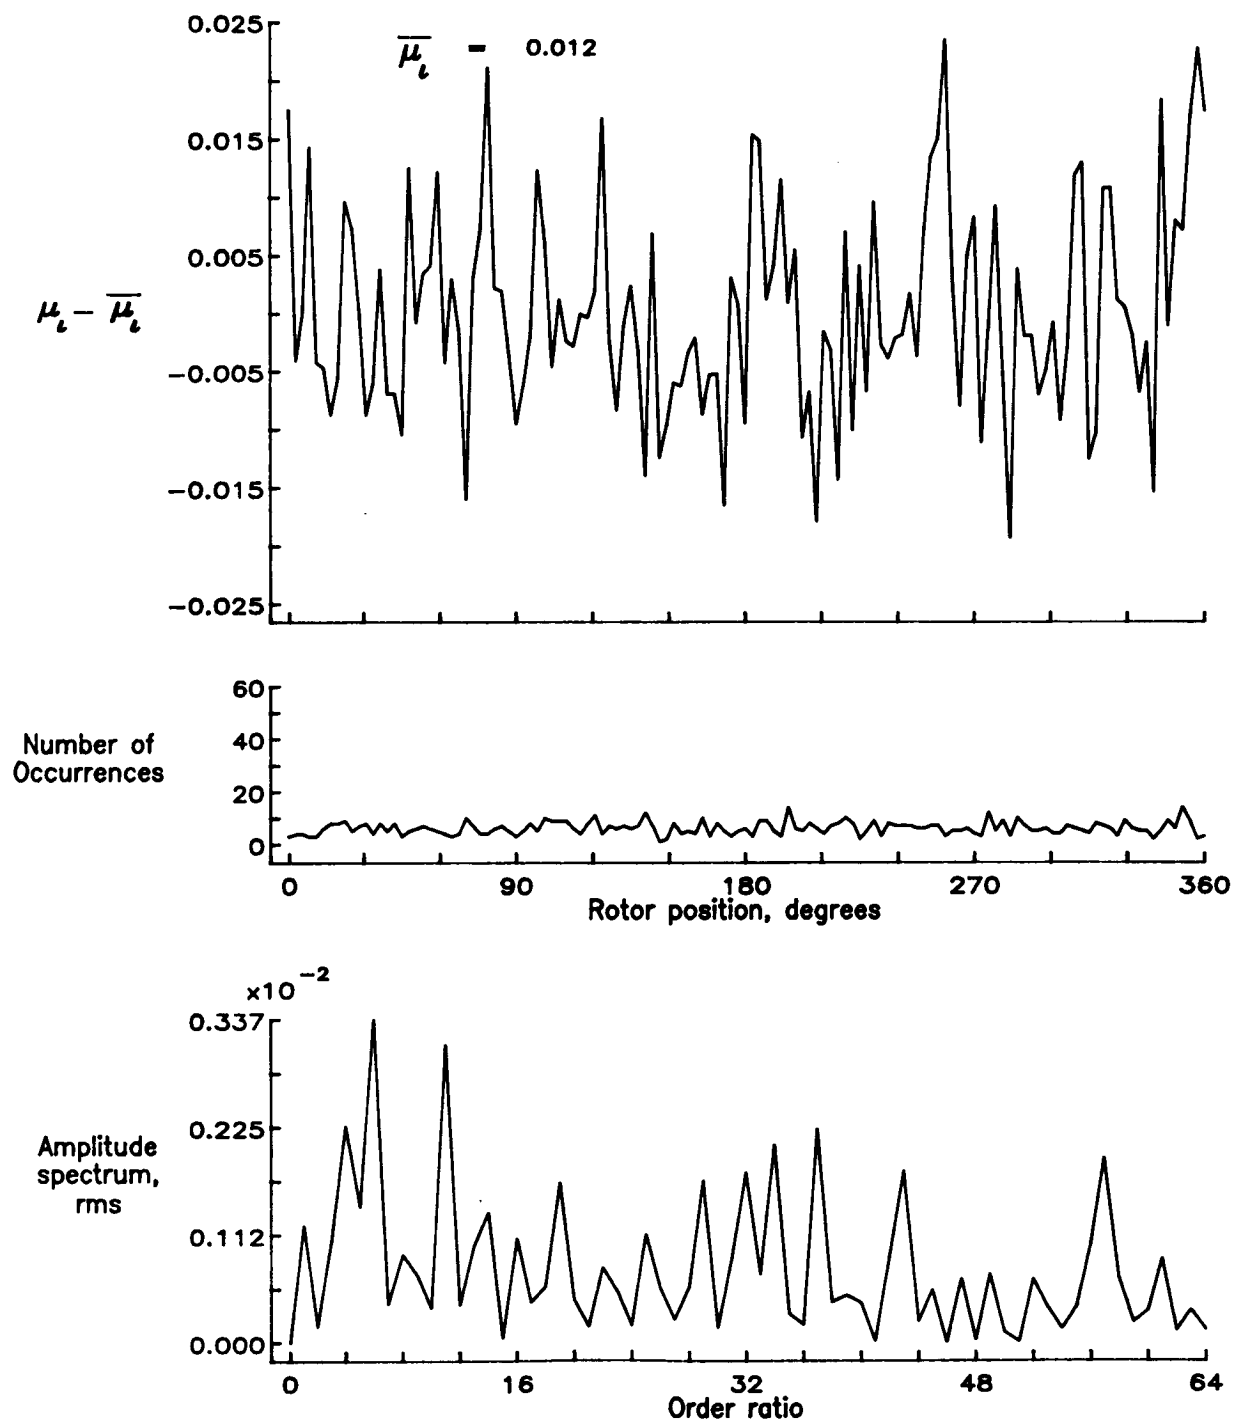 0.025
μ̅ι = 0.012
0.015
0.005
μι – μ̅ι
−0.005
−0.015
−0.025
60
Number of
Occurrences
40
20
0
0 90 180 270 360
Rotor position, degrees
×10⁻²
0.337
0.225
Amplitude
spectrum,
rms
0.112
0.000
0 16 32 48 64
Order ratio